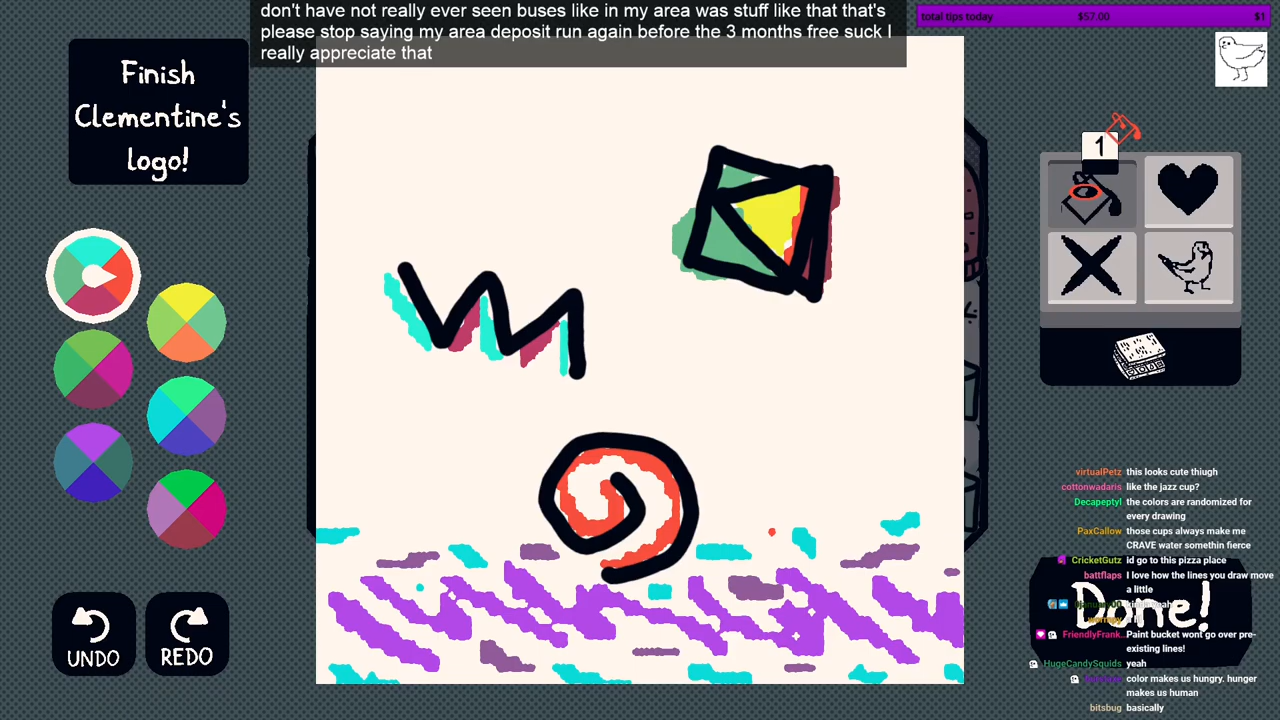 don't have not really ever seen buses like in my area was stuff like that that's
please stop saying my area deposit run again before the 3 months free suck I
really appreciate that
total tips today $57.00 $1
Finish
Clementine's
logo!
1
UNDO
REDO
Done!
virtualPetz this looks cute thiugh
cottonwadaris like the jazz cup?
Decapeptyl the colors are randomized for
every drawing
PaxCaliow those cups always make me
CRAVE water somethin fierce
CricketGutz id go to this pizza place
battflaps I love how the lines you draw move
a little
FriendlyFrank... Paint bucket wont go over pre-
existing lines!
HugeCandySquids yeah
color makes us hungry. hunger
makes us human
bitsbug basically